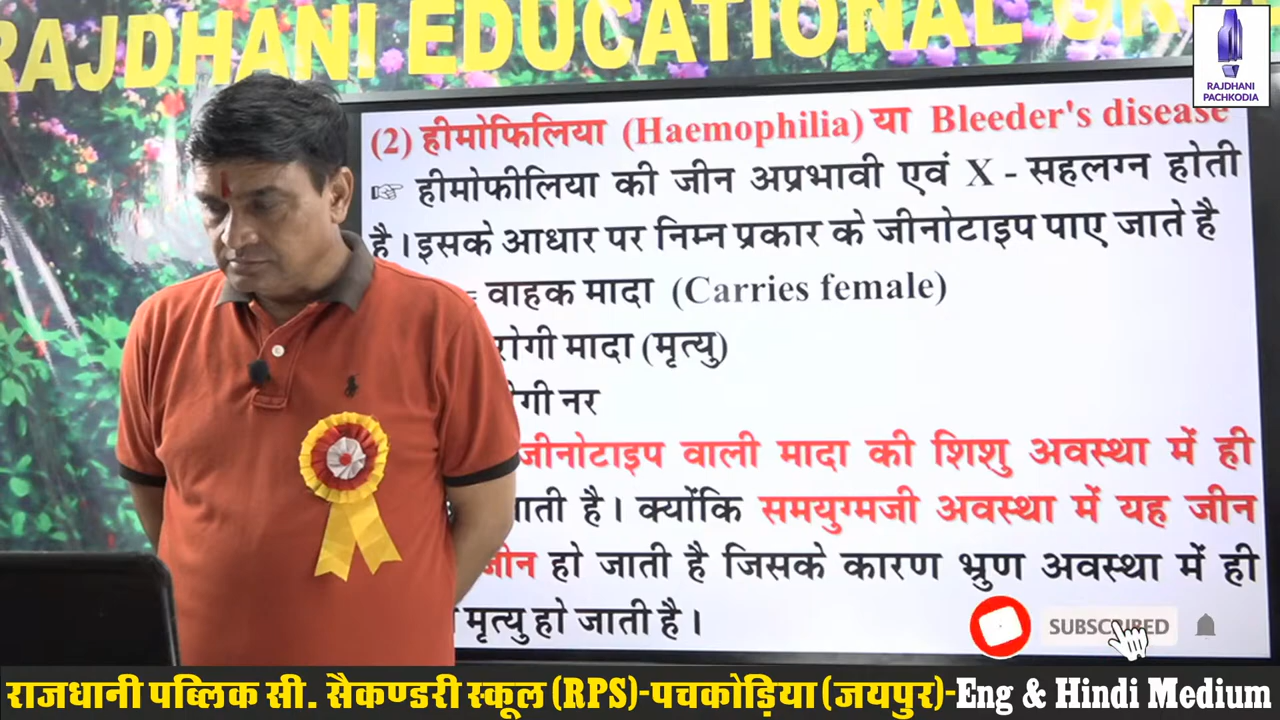 RAJDHANI EDUCATIONAL
RAJDHANI
PACHKODIA
(2) हीमोफिलिया (Haemophilia) या Bleeder's disease
☞ हीमोफीलिया की जीन अप्रभावी एवं X - सहलग्न होती
है । इसके आधार पर निम्न प्रकार के जीनोटाइप पाए जाते है
= वाहक मादा (Carries female)
रोगी मादा (मृत्यु)
नर
जीनोटाइप वाली मादा की शिशु अवस्था में ही
है । क्योंकि समयुग्मजी अवस्था में यह जीन
जीन हो जाती है जिसके कारण भ्रुण अवस्था में ही
मृत्यु हो जाती है ।
SUBSCRIBED
राजधानी पब्लिक सी. सैकण्डरी स्कूल (RPS)-पचकोड़िया (जयपुर)-Eng & Hindi Medium